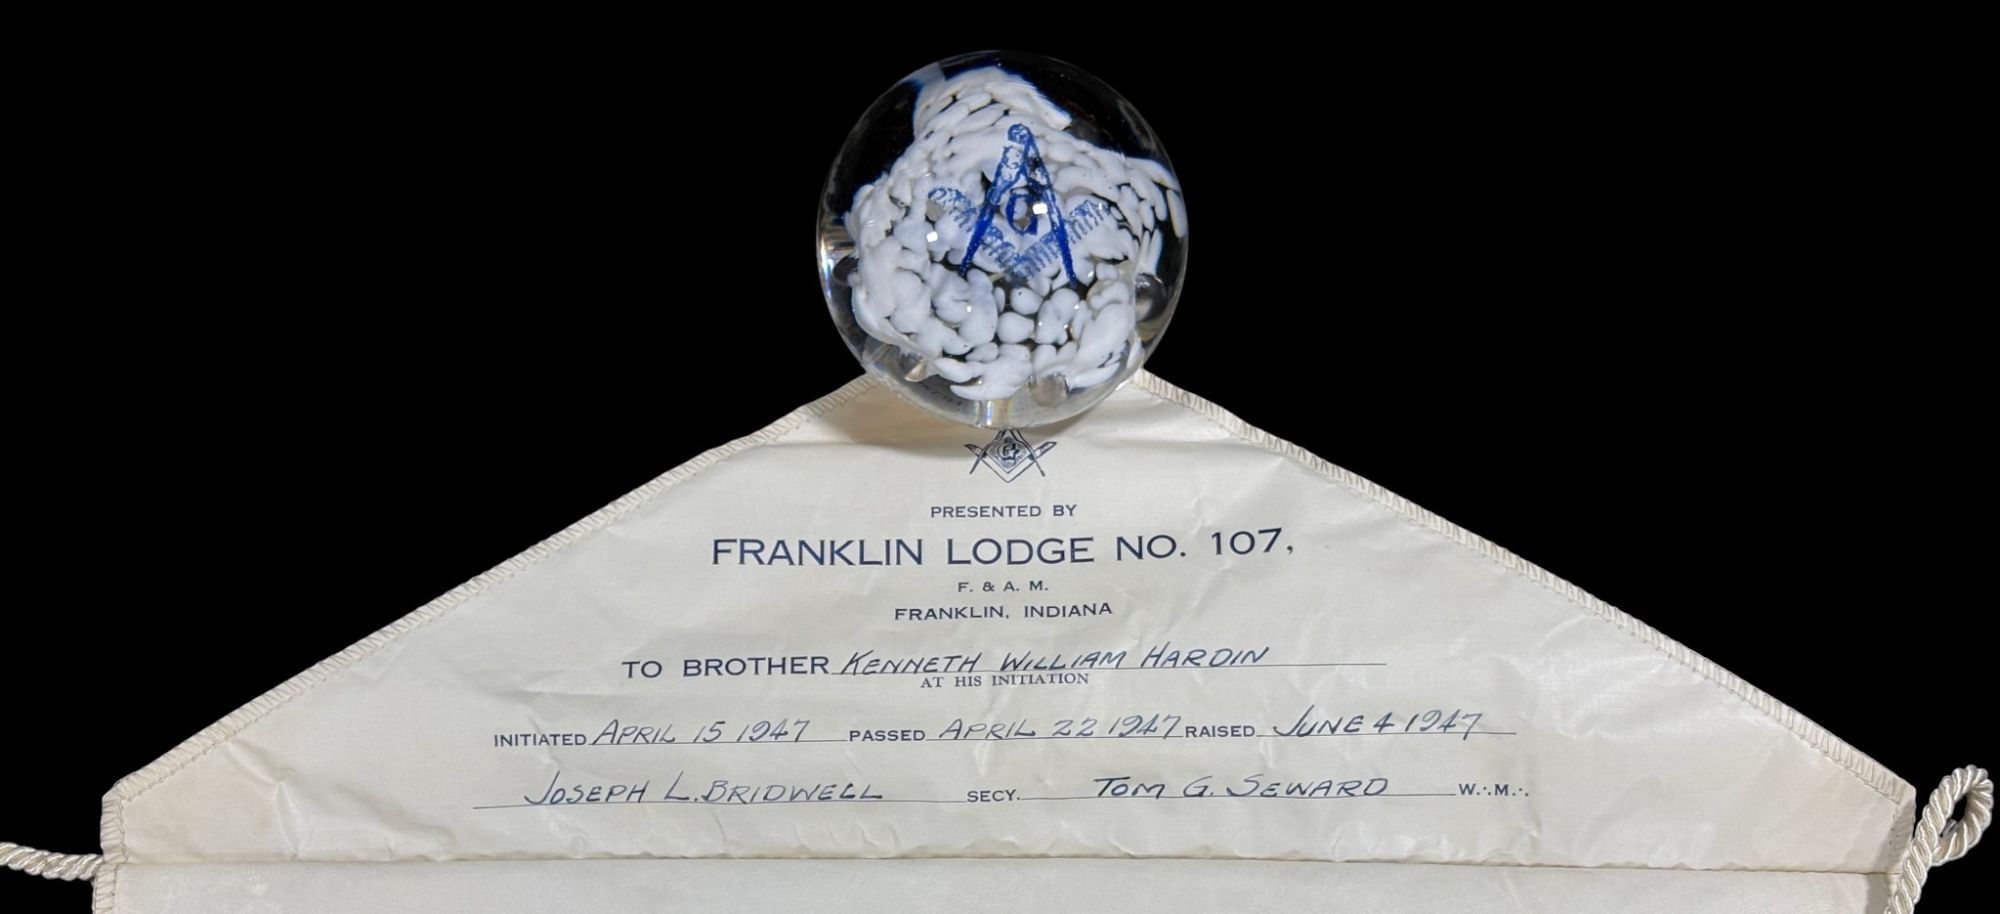 G
G
PRESENTED BY
FRANKLIN LODGE NO. 107,
F. & A. M.
FRANKLIN, INDIANA
TO BROTHER KENNETH WILLIAM HARDIN
AT HIS INITIATION
INITIATED APRIL 15 1947 PASSED APRIL 22 1947 RAISED JUNE 4 1947
JOSEPH L. BRIDWELL SECY. TOM G. SEWARD W.∴M.∴